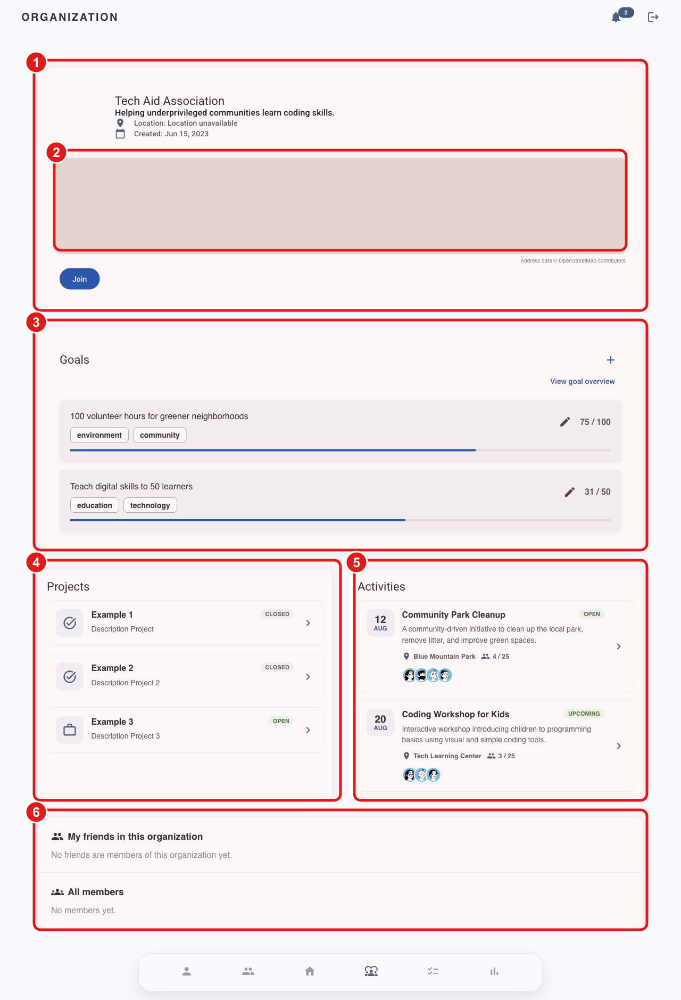 ORGANIZATION
2
1
Tech Aid Association
Helping underprivileged communities learn coding skills.
Location: Location unavailable
Created: Jun 15, 2023
2
Address data © OpenStreetMap contributors
Join
3
Goals
View goal overview
100 volunteer hours for greener neighborhoods
75 / 100
environment community
Teach digital skills to 50 learners
31 / 50
education technology
4
Projects
Example 1 CLOSED
Description Project
Example 2 CLOSED
Description Project 2
Example 3 OPEN
Description Project 3
5
Activities
12 AUG
Community Park Cleanup OPEN
A community-driven initiative to clean up the local park,
remove litter, and improve green spaces.
Blue Mountain Park 4 / 25
20 AUG
Coding Workshop for Kids UPCOMING
Interactive workshop introducing children to programming
basics using visual and simple coding tools.
Tech Learning Center 3 / 25
6
My friends in this organization
No friends are members of this organization yet.
All members
No members yet.